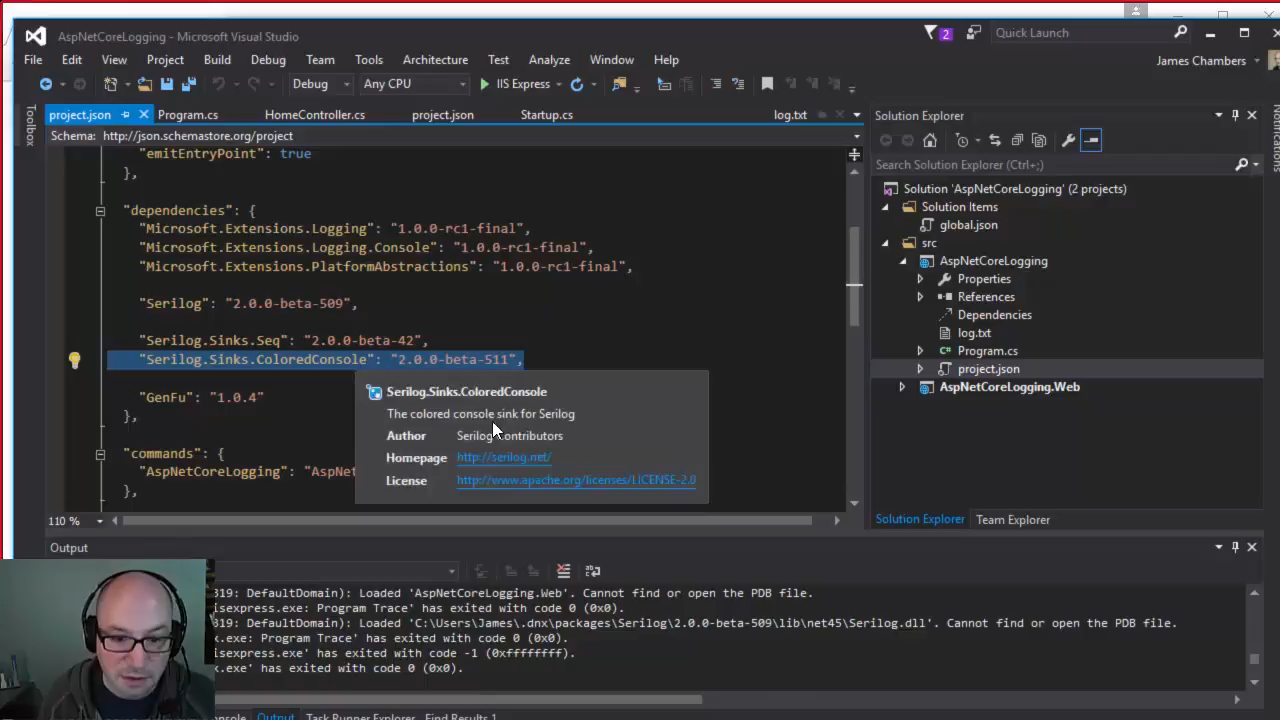 AspNetCoreLogging - Microsoft Visual Studio
2
Quick Launch
File Edit View Project Build Debug Team Tools Architecture Test Analyze Window Help
James Chambers
Debug Any CPU IIS Express
Toolbox
project.json Program.cs HomeController.cs project.json Startup.cs log.txt
Schema: http://json.schemastore.org/project
"emitEntryPoint": true
},
"dependencies": {
"Microsoft.Extensions.Logging": "1.0.0-rc1-final",
"Microsoft.Extensions.Logging.Console": "1.0.0-rc1-final",
"Microsoft.Extensions.PlatformAbstractions": "1.0.0-rc1-final",
"Serilog": "2.0.0-beta-509",
"Serilog.Sinks.Seq": "2.0.0-beta-42",
"Serilog.Sinks.ColoredConsole": "2.0.0-beta-511",
"GenFu": "1.0.4"
},
"commands": {
"AspNetCoreLogging": "AspNet
},
Serilog.Sinks.ColoredConsole
The colored console sink for Serilog
Author Serilog Contributors
Homepage http://serilog.net/
License http://www.apache.org/licenses/LICENSE-2.0
110 %
Solution Explorer
Search Solution Explorer (Ctrl+;)
Solution 'AspNetCoreLogging' (2 projects)
Solution Items
global.json
src
AspNetCoreLogging
Properties
References
Dependencies
log.txt
Program.cs
project.json
AspNetCoreLogging.Web
Solution Explorer Team Explorer
Notifications
Output
319: DefaultDomain): Loaded 'AspNetCoreLogging.Web'. Cannot find or open the PDB file.
isexpress.exe: Program Trace' has exited with code 0 (0x0).
319: DefaultDomain): Loaded 'C:\Users\James\.dnx\packages\Serilog\2.0.0-beta-509\lib\net45\Serilog.dll'. Cannot find or open the PDB file.
x.exe: Program Trace' has exited with code 0 (0x0).
isexpress.exe' has exited with code -1 (0xffffffff).
x.exe' has exited with code 0 (0x0).
Output Task Runner Explorer Find Results 1